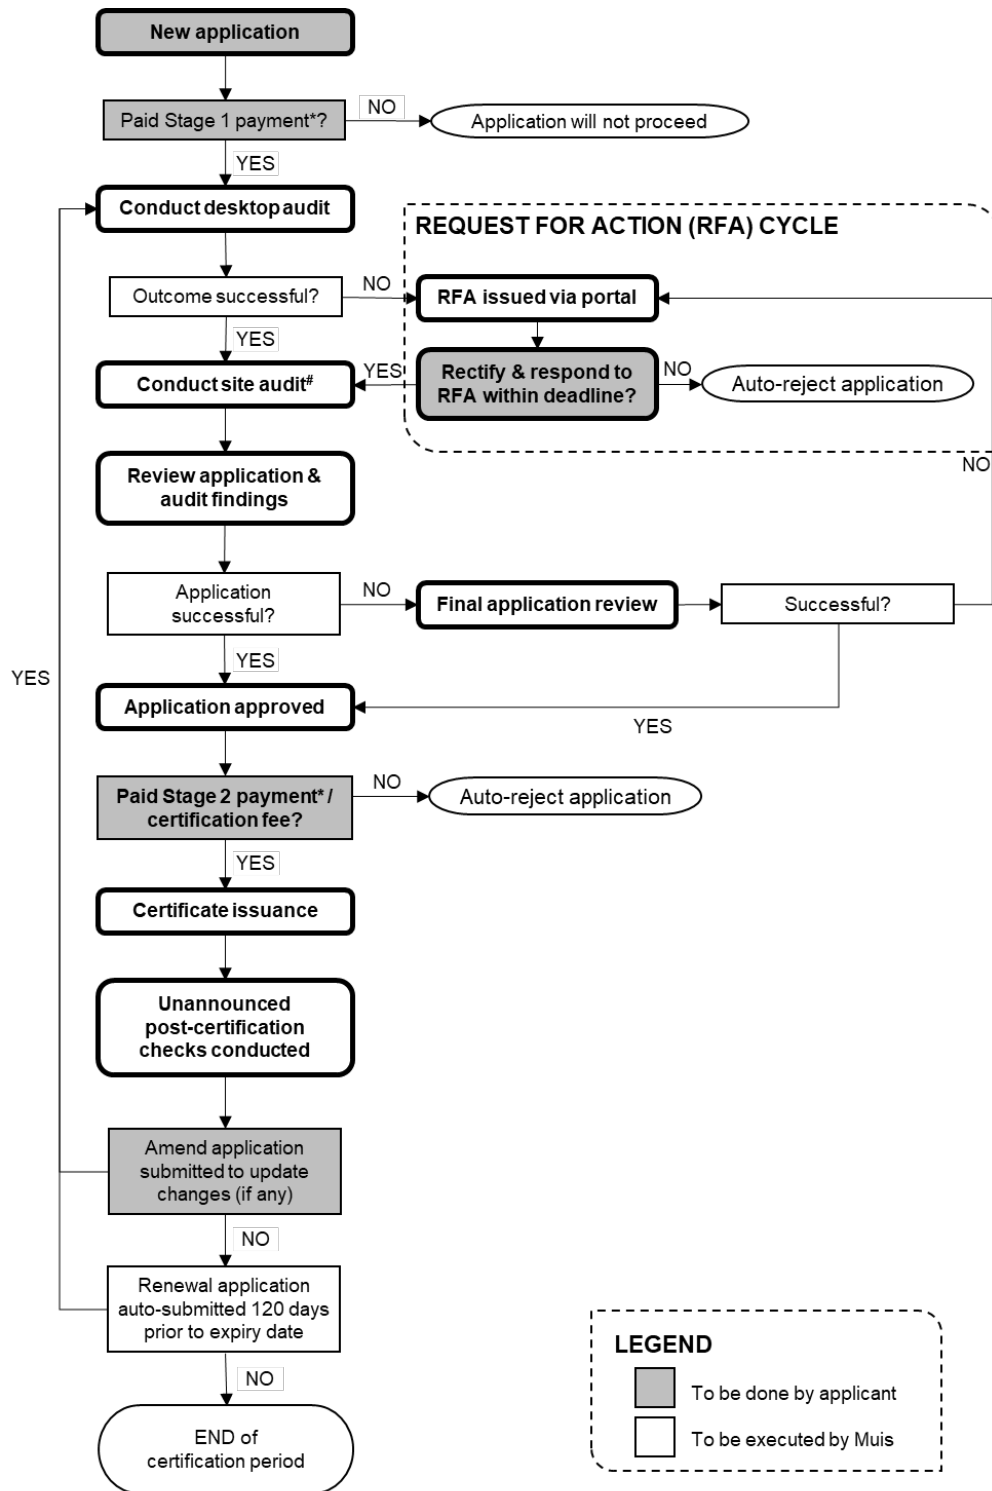 New application
Paid Stage 1 payment*?
NO
Application will not proceed
YES
Conduct desktop audit
REQUEST FOR ACTION (RFA) CYCLE
Outcome successful?
NO
RFA issued via portal
YES
Conduct site audit#
YES
Rectify & respond to
RFA within deadline?
NO
Auto-reject application
Review application &
audit findings
NO
Application
successful?
NO
Final application review
Successful?
YES
YES
Application approved
YES
Paid Stage 2 payment* /
certification fee?
NO
Auto-reject application
YES
Certificate issuance
Unannounced
post-certification
checks conducted
Amend application
submitted to update
changes (if any)
NO
Renewal application
auto-submitted 120 days
prior to expiry date
NO
END of
certification period
LEGEND
To be done by applicant
To be executed by Muis